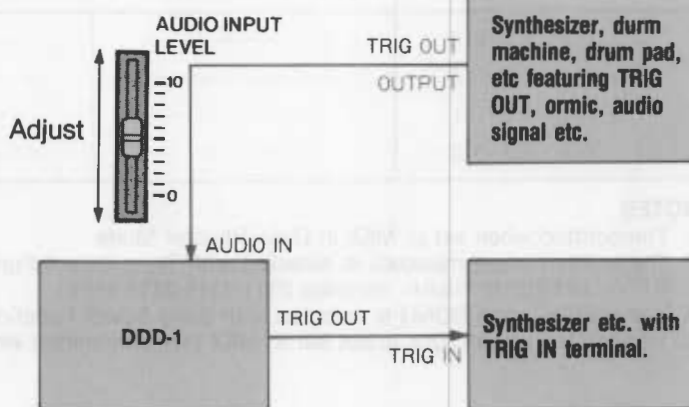 AUDIO INPUT
LEVEL
10
0
Adjust
TRIG OUT
OUTPUT
Synthesizer, durm
machine, drum pad,
etc featuring TRIG
OUT, ormic, audio
signal etc.
AUDIO IN
DDD-1
TRIG OUT
TRIG IN
Synthesizer etc. with
TRIG IN terminal.